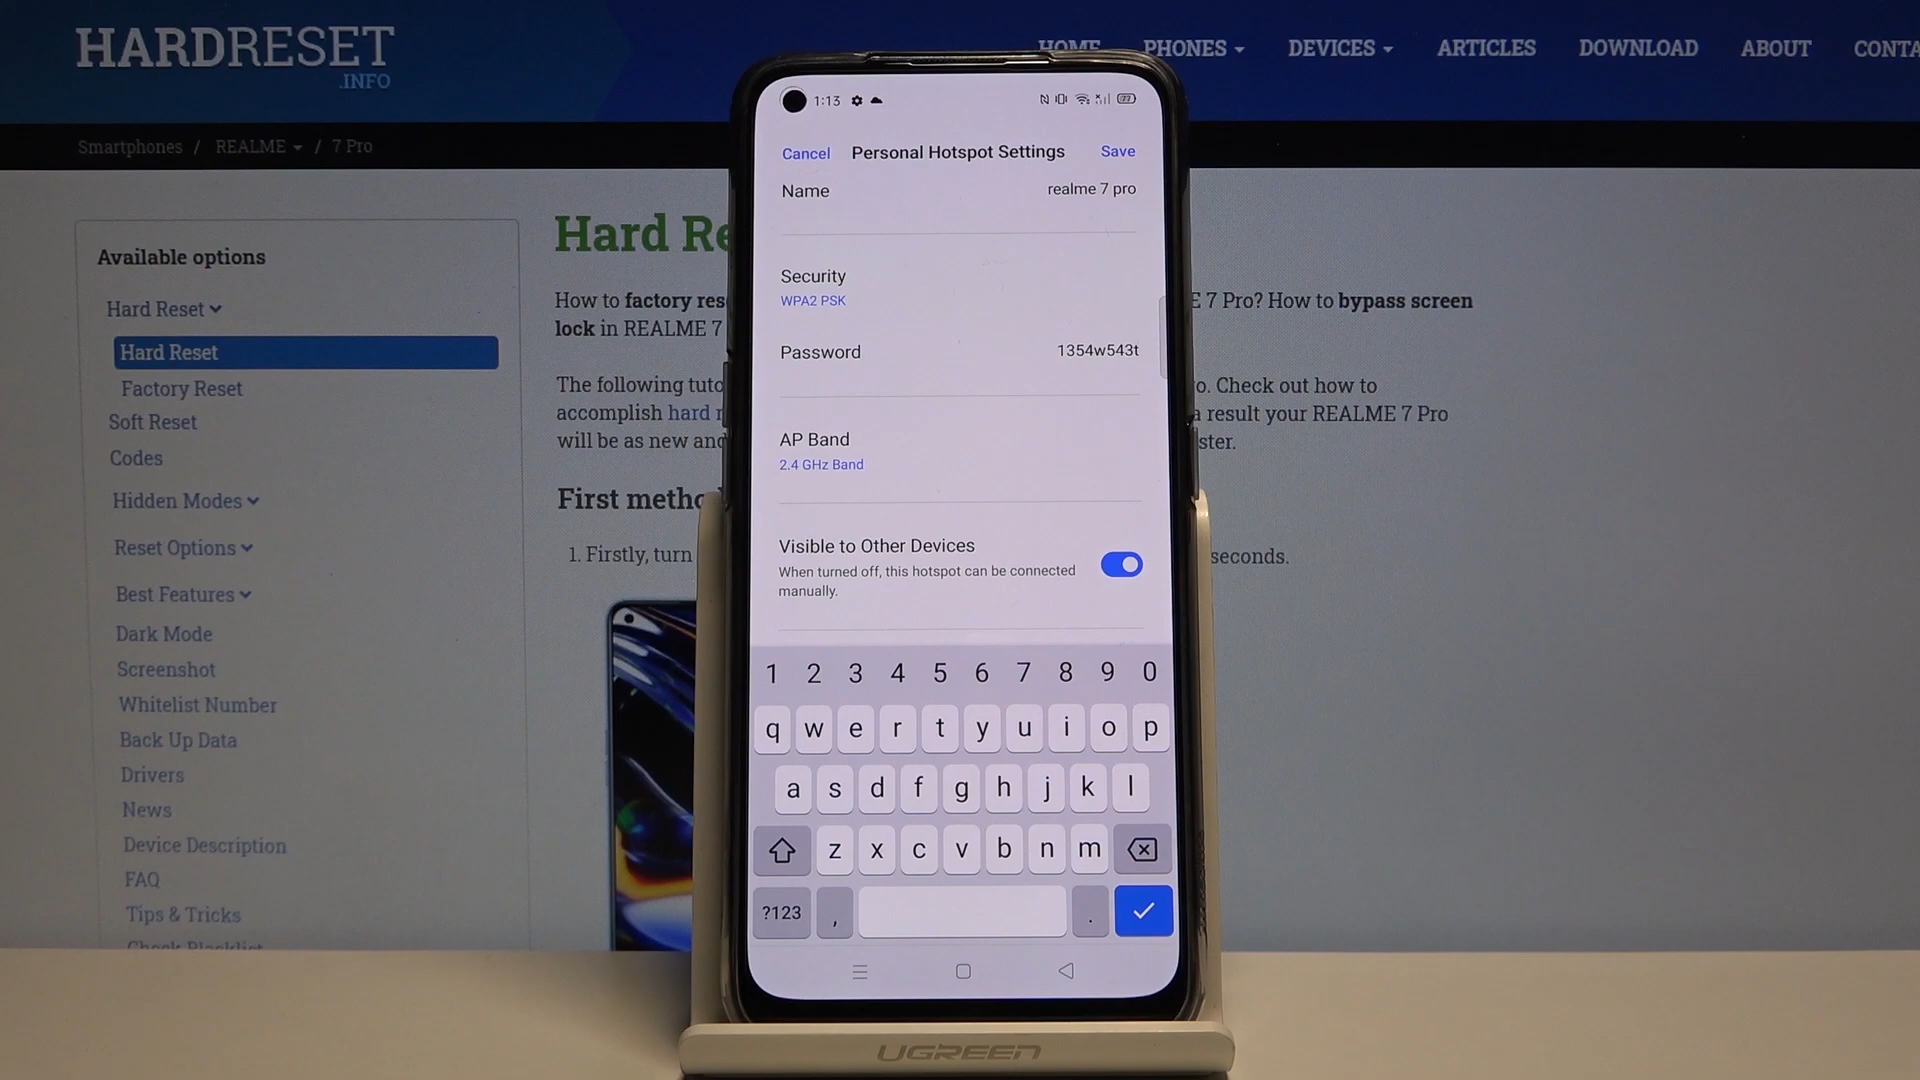 HARDRESET
.INFO
HOME PHONES DEVICES ARTICLES DOWNLOAD ABOUT
Smartphones / REALME / 7 Pro
Available options
Hard Reset
Hard Reset
Factory Reset
Soft Reset
Codes
Hidden Modes
Reset Options
Best Features
Dark Mode
Screenshot
Whitelist Number
Back Up Data
Drivers
News
Device Description
FAQ
Tips & Tricks
Check Blacklist
Hard
How to factory 7 Pro? How to bypass screen
lock in REALME 7
The following Check out how to
accomplish hard result your REALME 7 Pro
will be as new
First
1. Firstly, turn seconds.
1:13 77
Cancel Personal Hotspot Settings Save
Name realme 7 pro
Security
WPA2 PSK
Password 1354w543t
AP Band
2.4 GHz Band
Visible to Other Devices
When turned off, this hotspot can be connected
manually.
1 2 3 4 5 6 7 8 9 0
q w e r t y u i o p
a s d f g h j k l
z x c v b n m
?123 , .
UGREEN